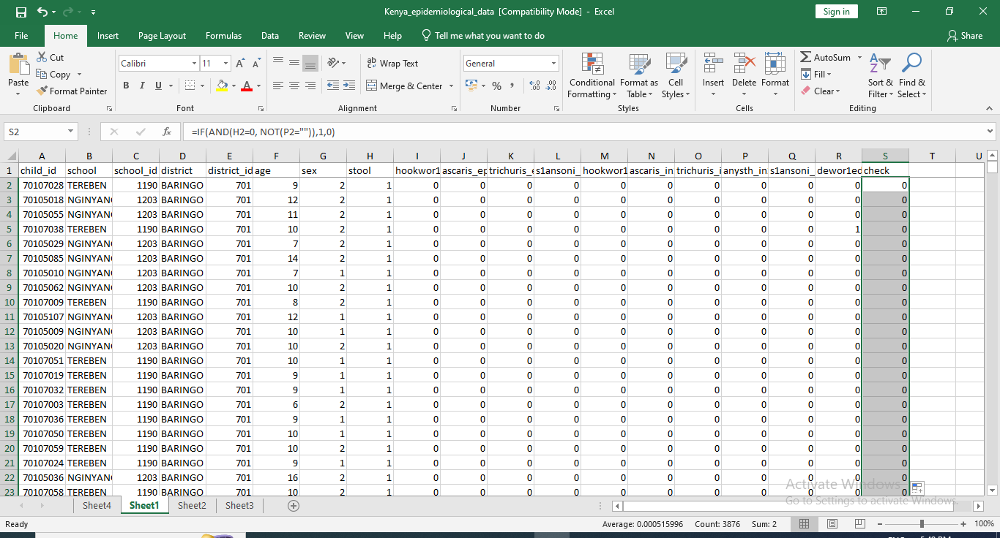 Kenya_epidemiological_data [Compatibility Mode] - Excel
Sign in
File Home Insert Page Layout Formulas Data Review View Help Tell me what you want to do Share
Paste Cut Copy Format Painter Clipboard
Calibri 11 B I U A Font
Wrap Text Merge & Center Alignment
General % Number
Conditional Formatting Format as Table Cell Styles Styles
Insert Delete Format Cells
AutoSum Fill Clear Sort & Filter Find & Select Editing
S2 fx =IF(AND(H2=0, NOT(P2="")),1,0)
A B C D E F G H I J K L M N O P Q R S T U
1 child_id school school_id district district_id age sex stool hookwor1 ascaris_ep trichuris_e s1ansoni_ hookwor1 ascaris_in trichuris_i anysth_in s1ansoni_ dewor1ed check
2 70107028 TEREBEN 1190 BARINGO 701 9 2 1 0 0 0 0 0 0 0 0 0 0 0
3 70105018 NGINYANG 1203 BARINGO 701 12 2 1 0 0 0 0 0 0 0 0 0 0 0
4 70105055 NGINYANG 1203 BARINGO 701 11 2 1 0 0 0 0 0 0 0 0 0 0 0
5 70107038 TEREBEN 1190 BARINGO 701 10 2 1 0 0 0 0 0 0 0 0 0 1 0
6 70105029 NGINYANG 1203 BARINGO 701 7 2 1 0 0 0 0 0 0 0 0 0 0 0
7 70105085 NGINYANG 1203 BARINGO 701 14 2 1 0 0 0 0 0 0 0 0 0 0 0
8 70105010 NGINYANG 1203 BARINGO 701 7 1 1 0 0 0 0 0 0 0 0 0 0 0
9 70105062 NGINYANG 1203 BARINGO 701 10 2 1 0 0 0 0 0 0 0 0 0 0 0
10 70107009 TEREBEN 1190 BARINGO 701 8 2 1 0 0 0 0 0 0 0 0 0 0 0
11 70105107 NGINYANG 1203 BARINGO 701 12 1 1 0 0 0 0 0 0 0 0 0 0 0
12 70105009 NGINYANG 1203 BARINGO 701 10 1 1 0 0 0 0 0 0 0 0 0 0 0
13 70105020 NGINYANG 1203 BARINGO 701 10 2 1 0 0 0 0 0 0 0 0 0 0 0
14 70107051 TEREBEN 1190 BARINGO 701 10 1 1 0 0 0 0 0 0 0 0 0 0 0
15 70107019 TEREBEN 1190 BARINGO 701 9 1 1 0 0 0 0 0 0 0 0 0 0 0
16 70107032 TEREBEN 1190 BARINGO 701 9 1 1 0 0 0 0 0 0 0 0 0 0 0
17 70107003 TEREBEN 1190 BARINGO 701 6 2 1 0 0 0 0 0 0 0 0 0 0 0
18 70107036 TEREBEN 1190 BARINGO 701 9 1 1 0 0 0 0 0 0 0 0 0 0 0
19 70107050 TEREBEN 1190 BARINGO 701 10 1 1 0 0 0 0 0 0 0 0 0 0 0
20 70107059 TEREBEN 1190 BARINGO 701 10 2 1 0 0 0 0 0 0 0 0 0 0 0
21 70107024 TEREBEN 1190 BARINGO 701 9 1 1 0 0 0 0 0 0 0 0 0 0 0
22 70105036 NGINYANG 1203 BARINGO 701 16 2 1 0 0 0 0 0 0 0 0 0 0 0
23 70107058 TEREBEN 1190 BARINGO 701 10 2 1 0 0 0 0 0 0 0 0 0 0 0
Activate Windows
Go to Settings to activate Windows.
Sheet4 Sheet1 Sheet2 Sheet3
Ready Average: 0.000515996 Count: 3876 Sum: 2 100%